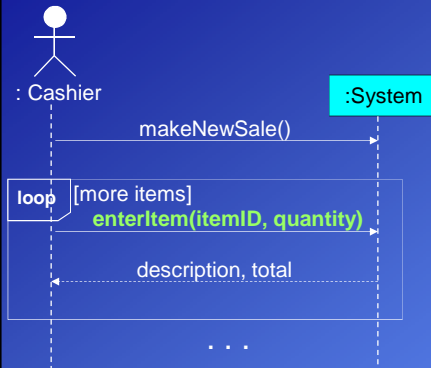 : Cashier
:System
makeNewSale()
loop
[more items]
enterItem(itemID, quantity)
description, total
. . .